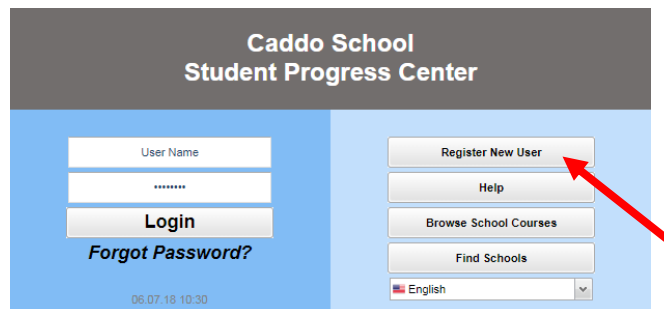 Caddo School
Student Progress Center
User Name
••••••••
Login
Forgot Password?
06.07.18 10:30
Register New User
Help
Browse School Courses
Find Schools
English